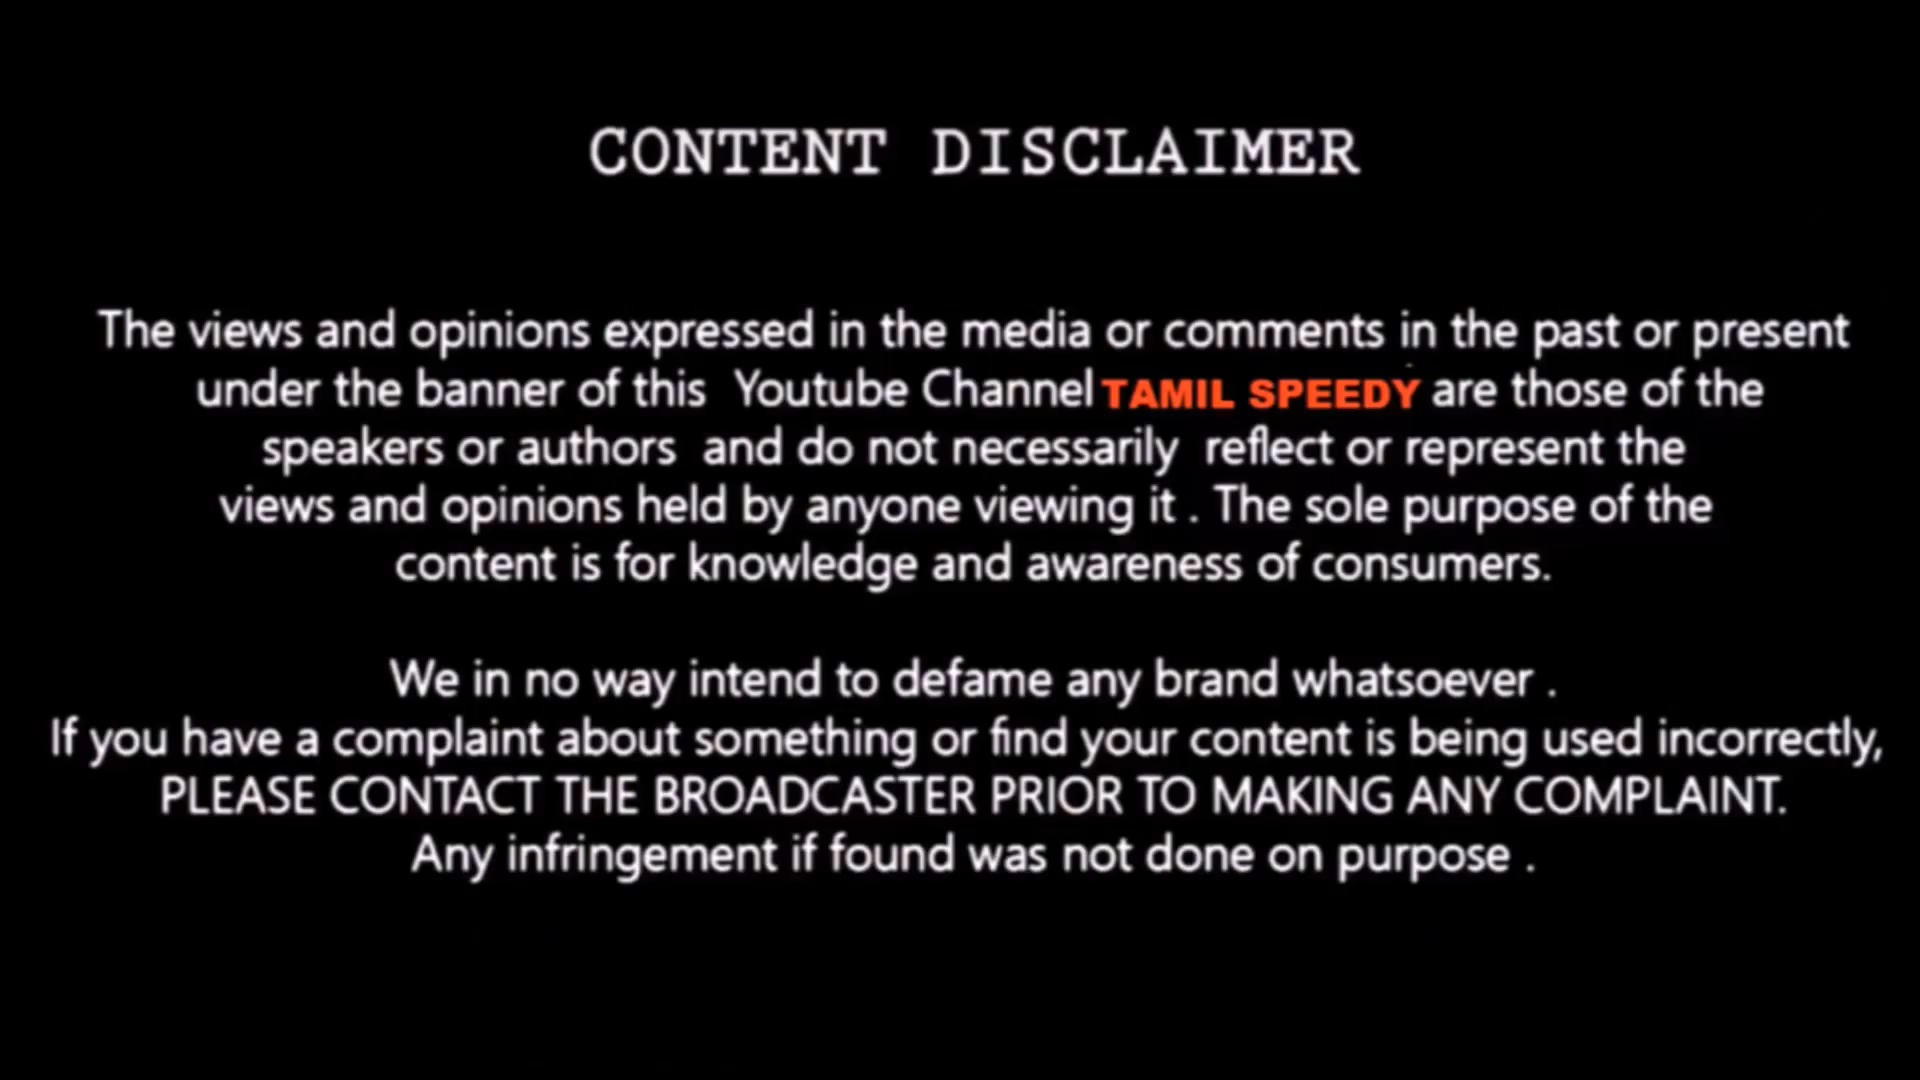 CONTENT DISCLAIMER
The views and opinions expressed in the media or comments in the past or present
under the banner of this Youtube Channel TAMIL SPEEDY are those of the
speakers or authors and do not necessarily reflect or represent the
views and opinions held by anyone viewing it . The sole purpose of the
content is for knowledge and awareness of consumers.
We in no way intend to defame any brand whatsoever .
If you have a complaint about something or find your content is being used incorrectly,
PLEASE CONTACT THE BROADCASTER PRIOR TO MAKING ANY COMPLAINT.
Any infringement if found was not done on purpose .